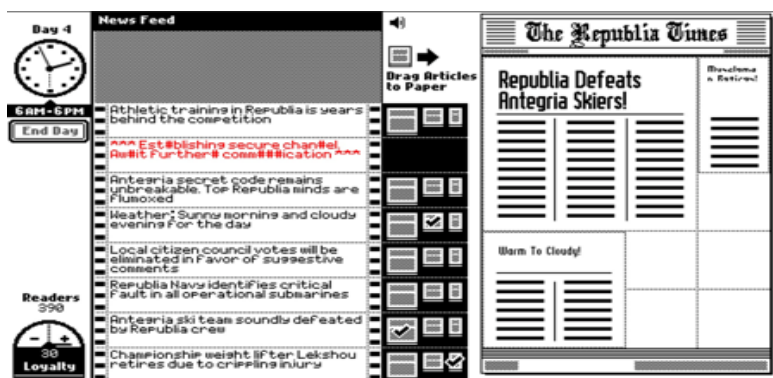 Day 4
6AM-6PM
End Day
Readers
390
- +
30
Loyalty
News Feed
Athletic training in Republia is years
behind the competition
*** Est#blishing secure chan#el,
Aw#it Further# comm###ication ***
Antegria secret code remains
unbreakable. Top Republia minds are
flumoxed
Weather: Sunny morning and cloudy
evening for the day
Local citizen council votes will be
eliminated in favor of suggestive
comments
Republia Navy identifies critical
fault in all operational submarines
Antegria ski team soundly defeated
by Republia crew
Championship weight lifter Lekshou
retires due to crippling injury
Drag Articles
to Paper
The Republia Times
Republia Defeats
Antegria Skiers!
Warm To Cloudy!